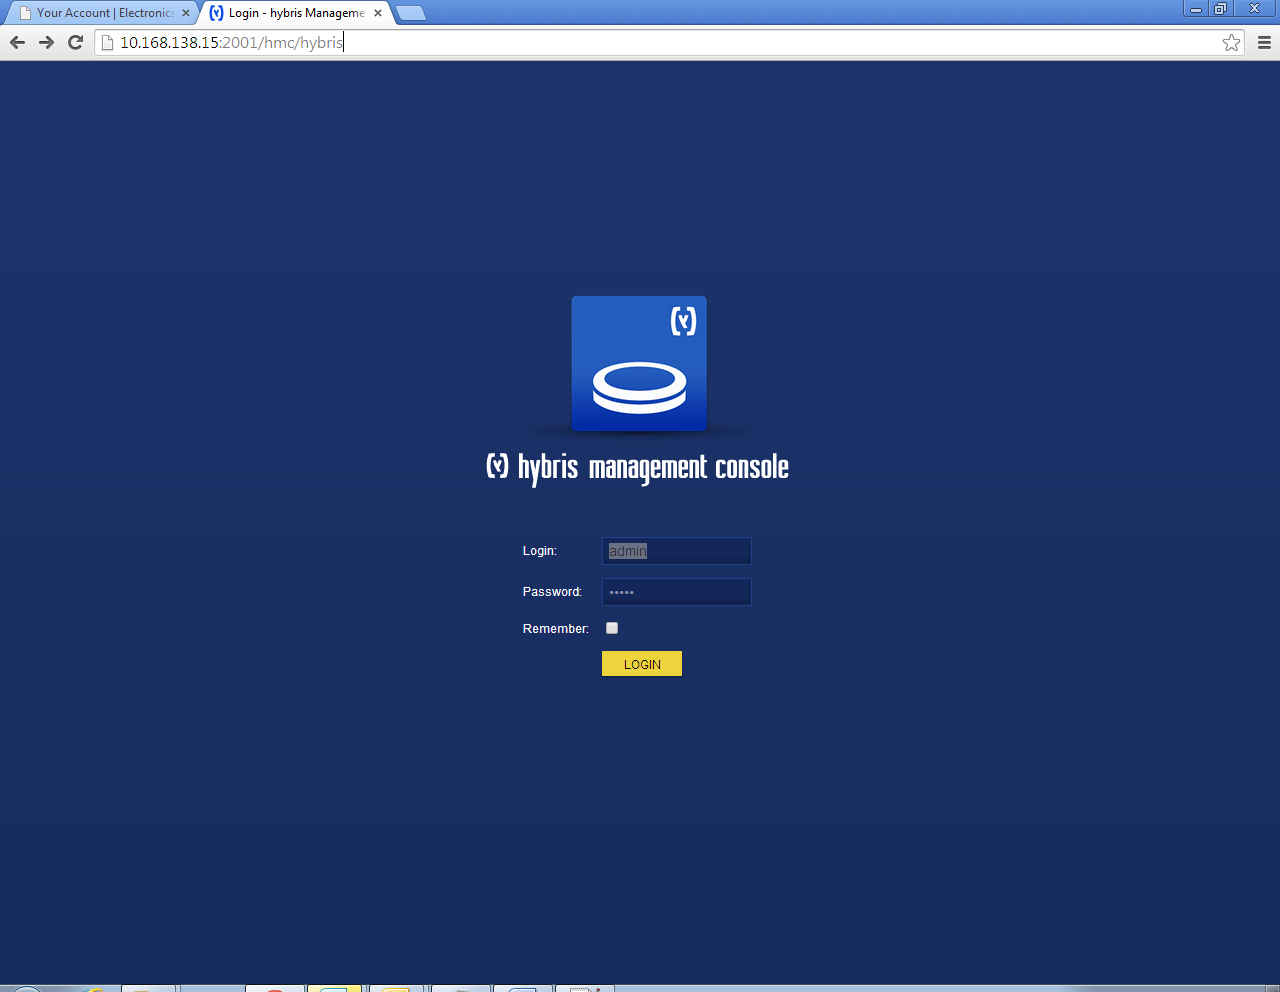 Your Account | Electronics
Login - hybris Manageme
10.168.138.15:2001/hmc/hybris
hybris management console
Login: admin
Password: •••••
Remember:
LOGIN